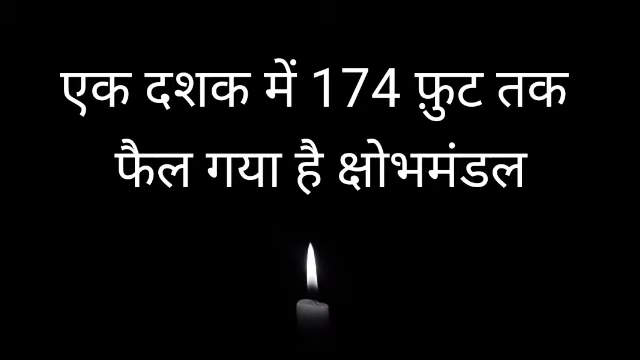 एक दशक में 174 फ़ुट तक
फैल गया है क्षोभमंडल